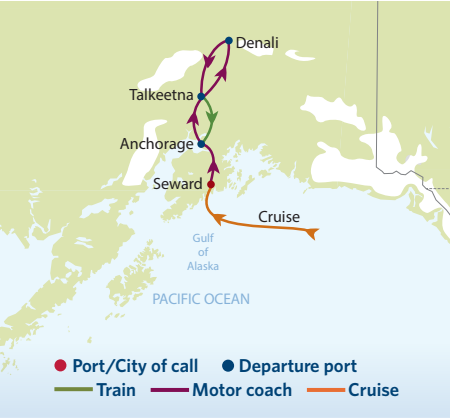 Denali
Talkeetna
Anchorage
Seward
Cruise
Gulf
of
Alaska
PACIFIC OCEAN
Port/City of call
Departure port
Train
Motor coach
Cruise